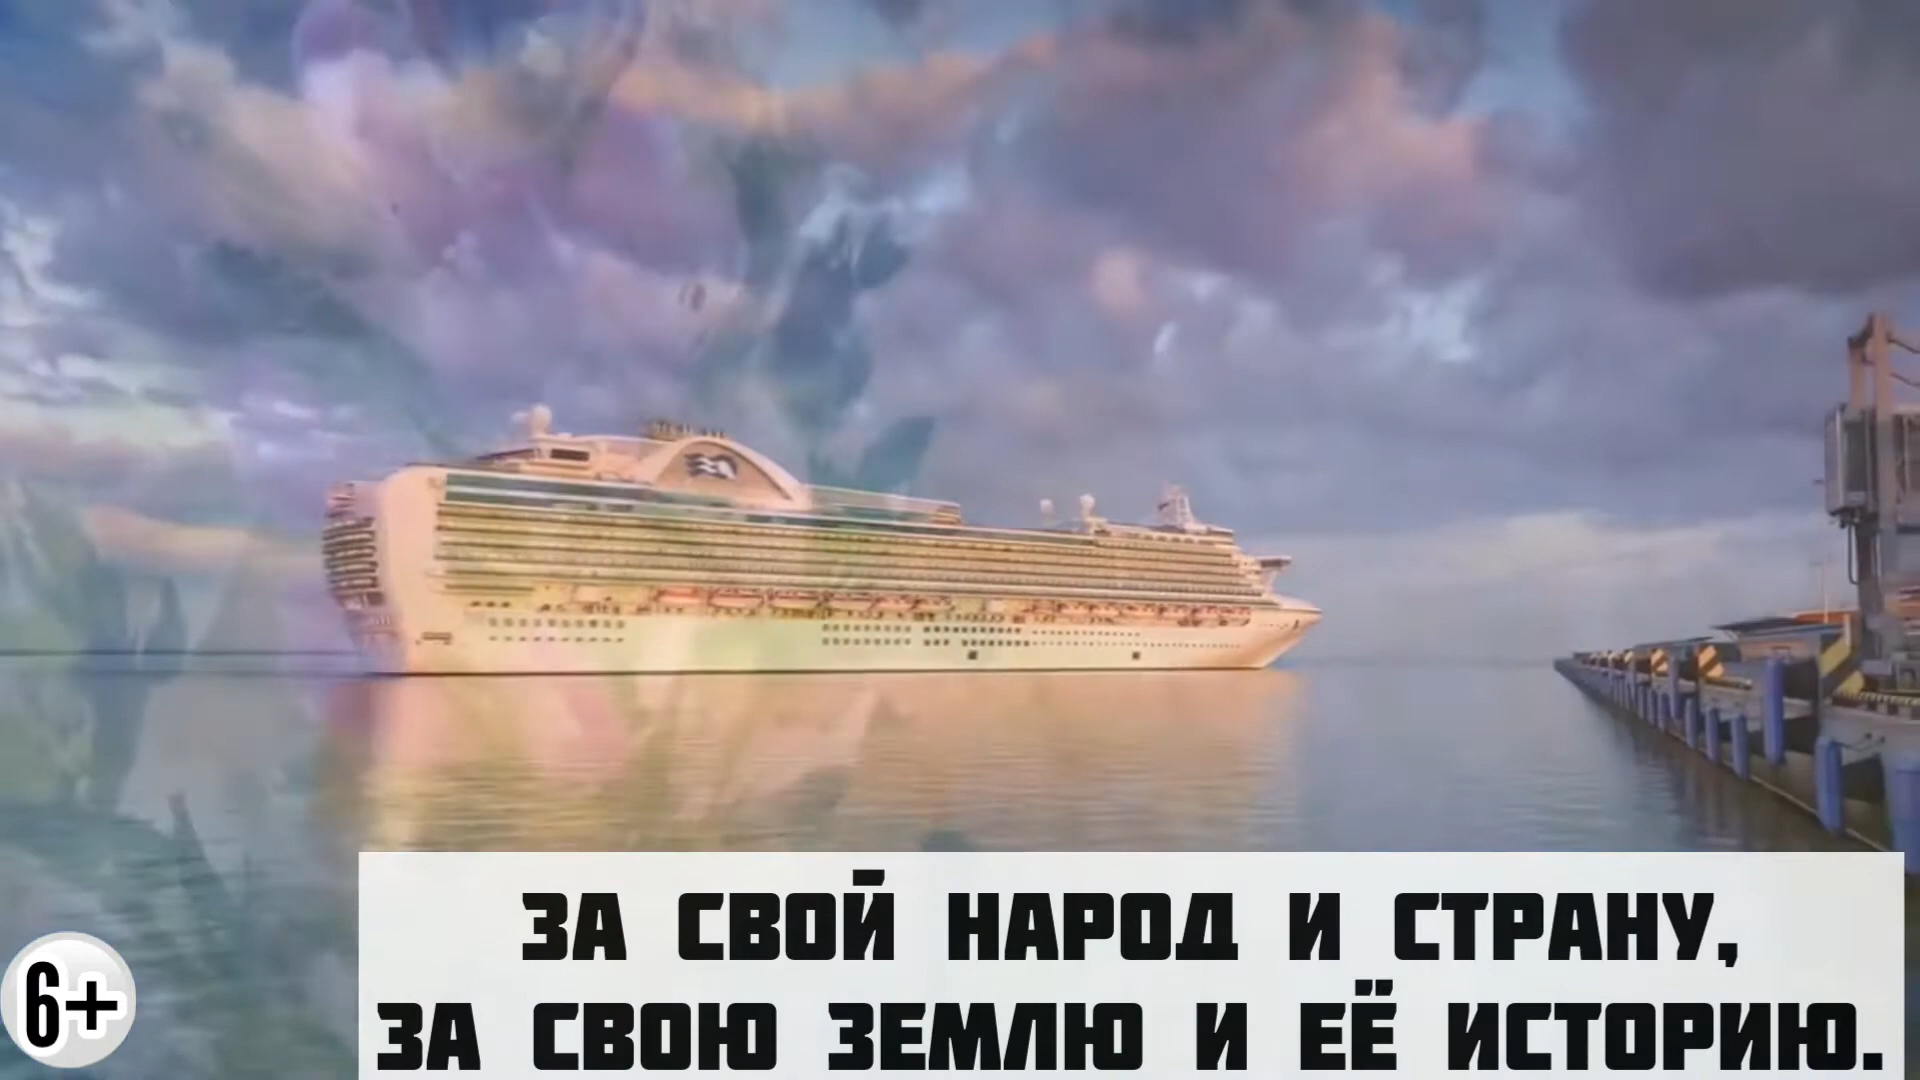 ЗА СВОЙ НАРОД И СТРАНУ,
ЗА СВОЮ ЗЕМЛЮ И ЕЁ ИСТОРИЮ.
6+